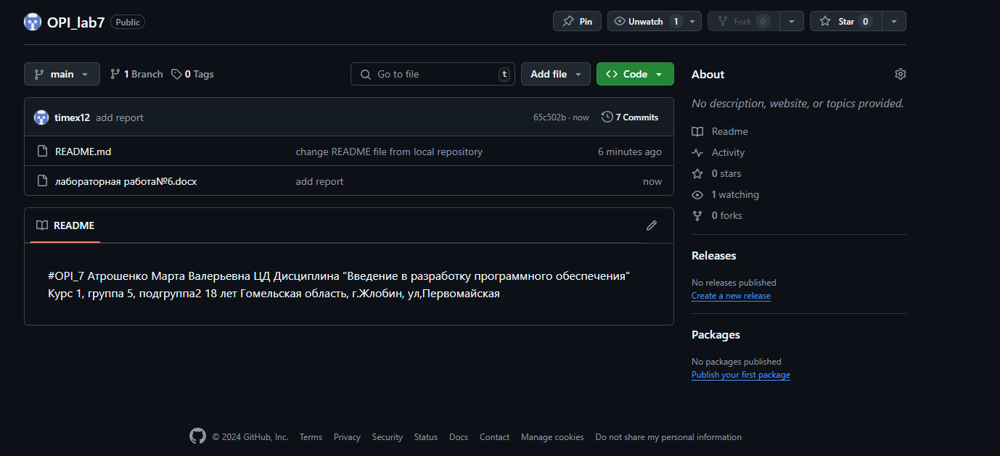 OPI_lab7 Public Pin Unwatch 1 Fork 0 Star 0
main 1 Branch 0 Tags Go to file t Add file Code
timex12 add report 65c502b · now 7 Commits
README.md change README file from local repository 6 minutes ago
лабораторная работа№6.docx add report now
README
#OPI_7 Атрошенко Марта Валерьевна ЦД Дисциплина "Введение в разработку программного обеспечения"
Курс 1, группа 5, подгруппа2 18 лет Гомельская область, г.Жлобин, ул,Первомайская
About
No description, website, or topics provided.
Readme
Activity
0 stars
1 watching
0 forks
Releases
No releases published
Create a new release
Packages
No packages published
Publish your first package
© 2024 GitHub, Inc. Terms Privacy Security Status Docs Contact Manage cookies Do not share my personal information